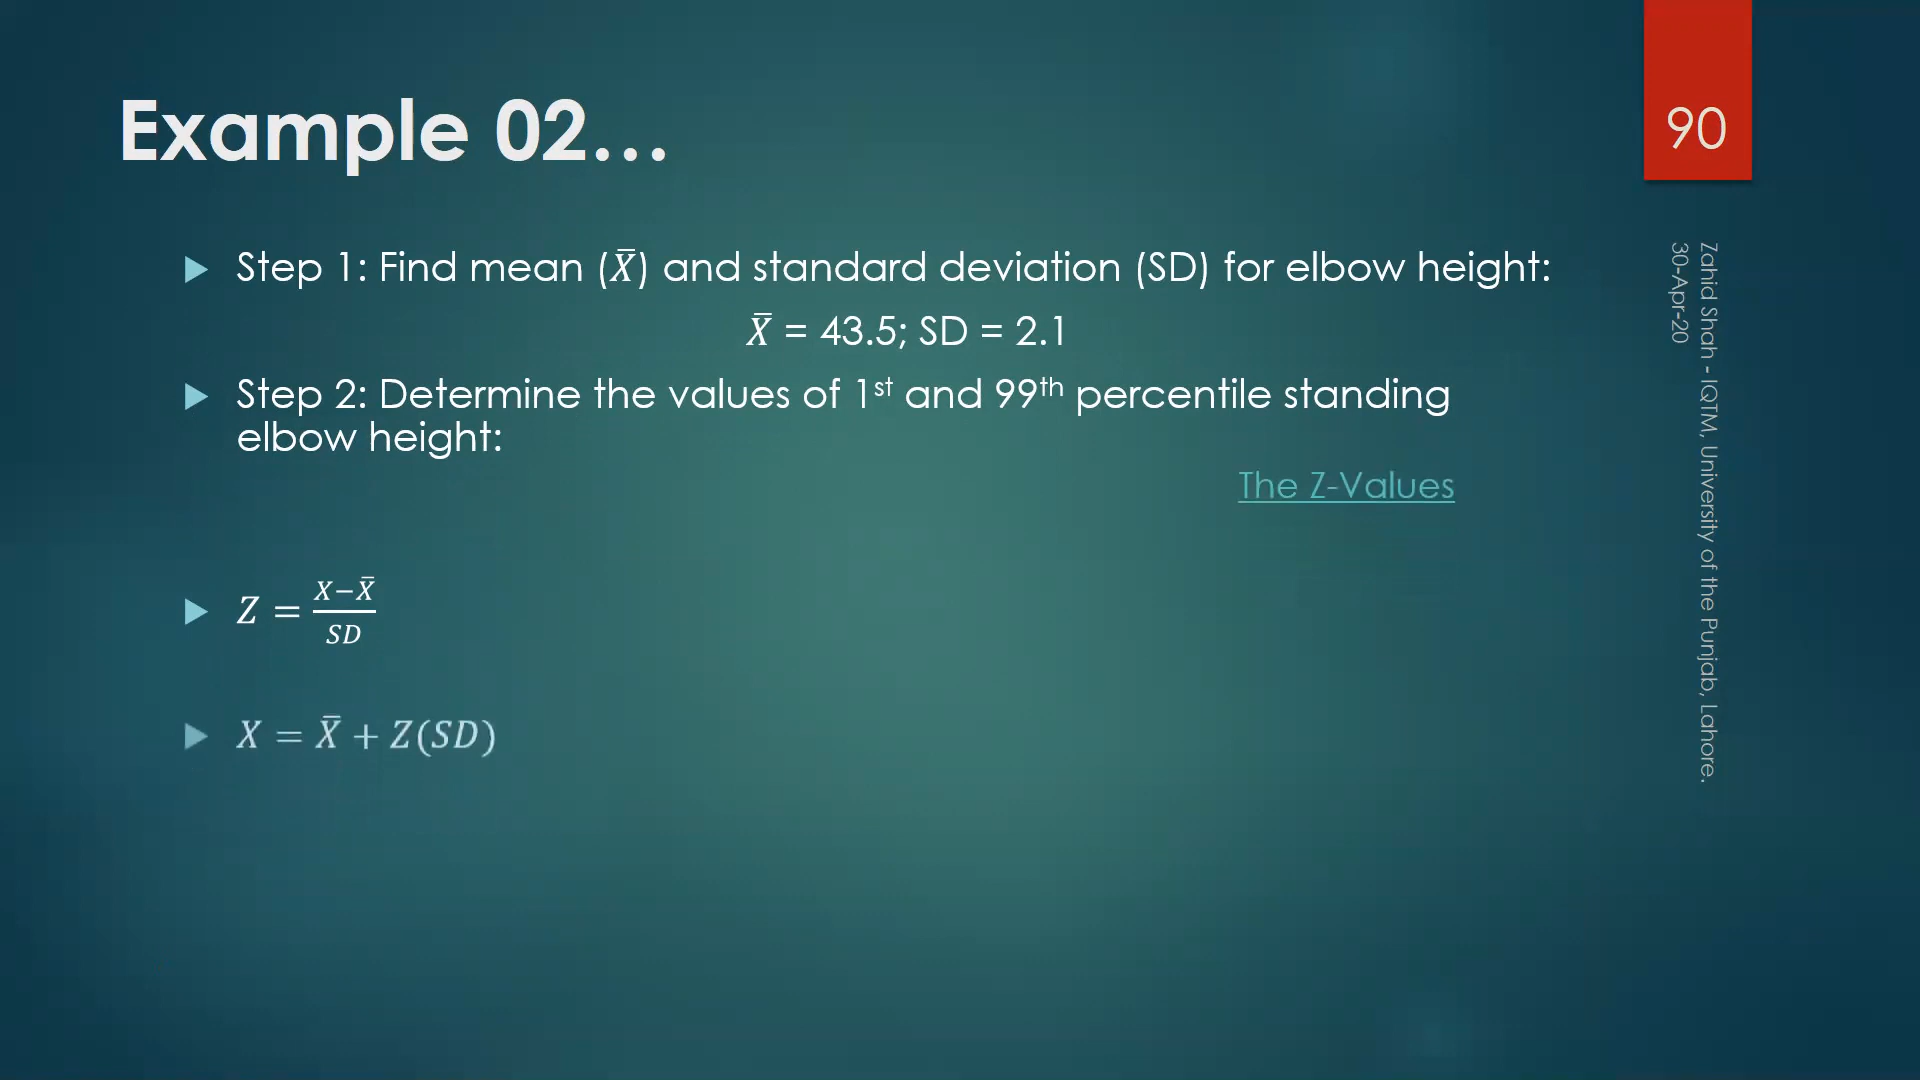 Example 02…
90
Step 1: Find mean (X̄) and standard deviation (SD) for elbow height:
X̄ = 43.5; SD = 2.1
Step 2: Determine the values of 1st and 99th percentile standing
elbow height:
The Z-Values
Z = (X−X̄)/SD
X = X̄ + Z(SD)
Zahid Shah - IQTM, University of the Punjab, Lahore.
30-Apr-20